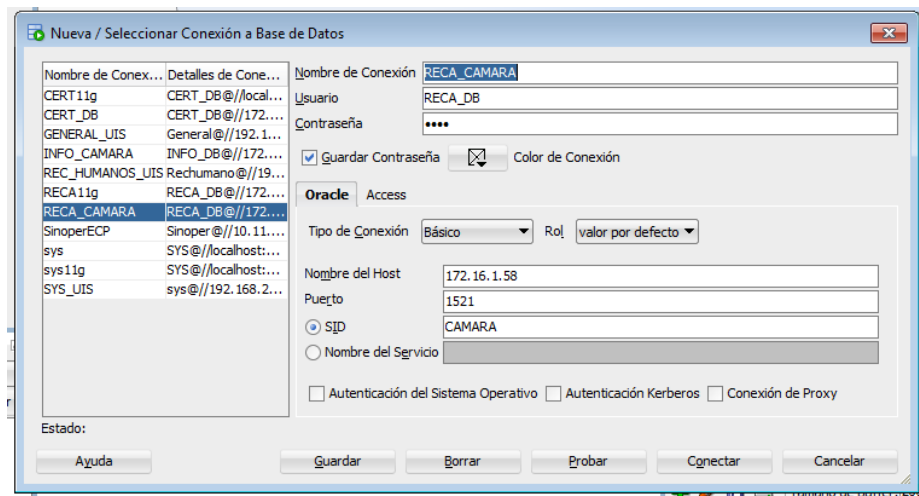 Nueva / Seleccionar Conexión a Base de Datos
Nombre de Conex... Detalles de Cone...
CERT11g CERT_DB@//local...
CERT_DB CERT_DB@//172....
GENERAL_UIS General@//192.1...
INFO_CAMARA INFO_DB@//172....
REC_HUMANOS_UIS Rechumano@//19...
RECA11g RECA_DB@//172....
RECA_CAMARA RECA_DB@//172....
SinoperECP Sinoper@//10.11....
sys SYS@//localhost:...
sys11g SYS@//localhost:...
SYS_UIS sys@//192.168.2...
Nombre de Conexión RECA_CAMARA
Usuario RECA_DB
Contraseña ••••
Guardar Contraseña Color de Conexión
Oracle Access
Tipo de Conexión Básico Rol valor por defecto
Nombre del Host 172.16.1.58
Puerto 1521
SID CAMARA
Nombre del Servicio
Autenticación del Sistema Operativo Autenticación Kerberos Conexión de Proxy
Estado:
Ayuda Guardar Borrar Probar Conectar Cancelar